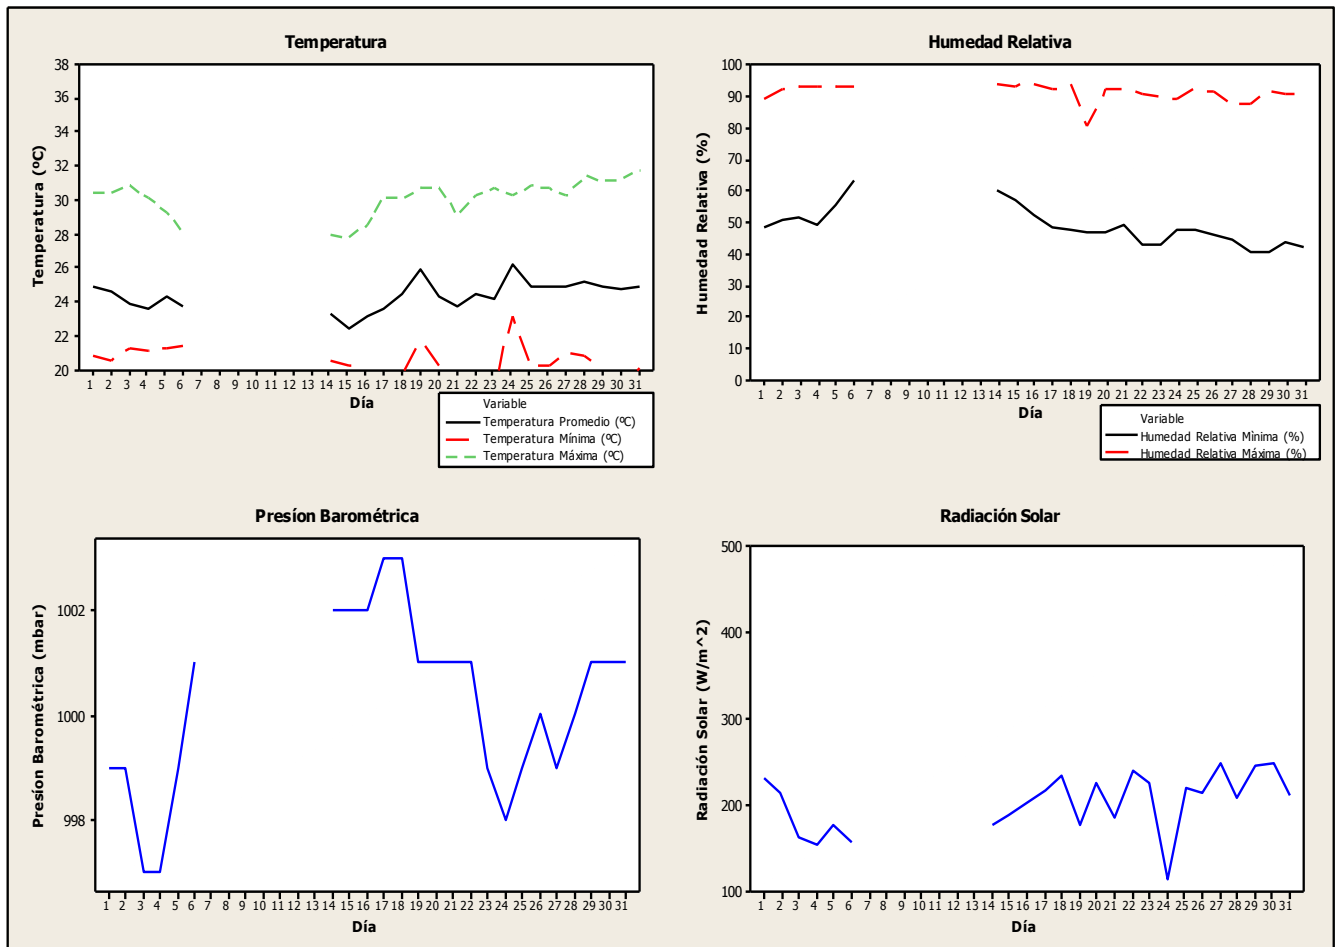 Temperatura
38
36
34
32
30
28
26
24
22
20
Temperatura (ºC)
1 2 3 4 5 6 7 8 9 10 11 12 13 14 15 16 17 18 19 20 21 22 23 24 25 26 27 28 29 30 31
Día
Variable
Temperatura Promedio (ºC)
Temperatura Mínima (ºC)
Temperatura Máxima (ºC)
Humedad Relativa
100
90
80
70
60
50
40
30
20
10
0
Humedad Relativa (%)
1 2 3 4 5 6 7 8 9 10 11 12 13 14 15 16 17 18 19 20 21 22 23 24 25 26 27 28 29 30 31
Día
Variable
Humedad Relativa Mìnima (%)
Humedad Relativa Máxima (%)
Presíon Barométrica
1002
1000
998
Presíon Barométrica (mbar)
1 2 3 4 5 6 7 8 9 10 11 12 13 14 15 16 17 18 19 20 21 22 23 24 25 26 27 28 29 30 31
Día
Radiación Solar
500
400
300
200
100
Radiación Solar (W/m^2)
1 2 3 4 5 6 7 8 9 10 11 12 13 14 15 16 17 18 19 20 21 22 23 24 25 26 27 28 29 30 31
Día